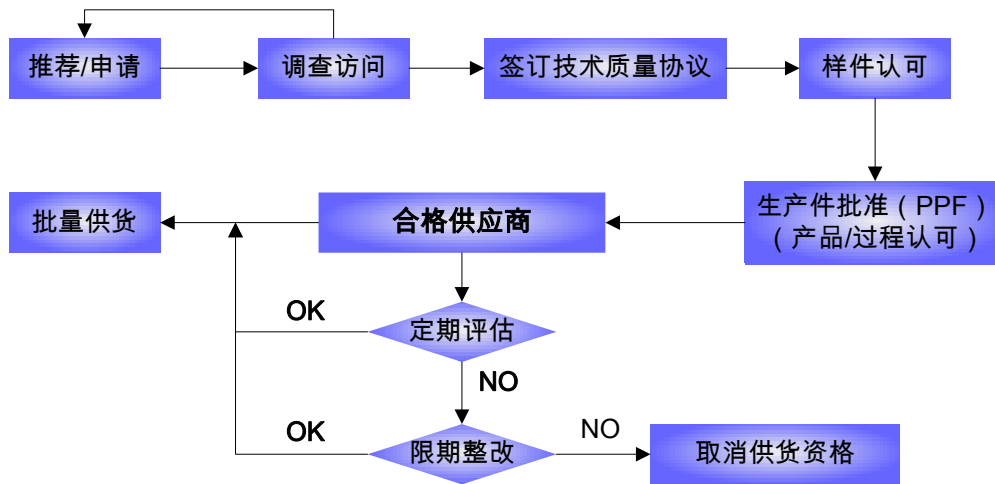 推荐/申请
调查访问
签订技术质量协议
样件认可
生产件批准（PPF）
（产品/过程认可）
合格供应商
批量供货
定期评估
OK
NO
限期整改
OK
NO
取消供货资格